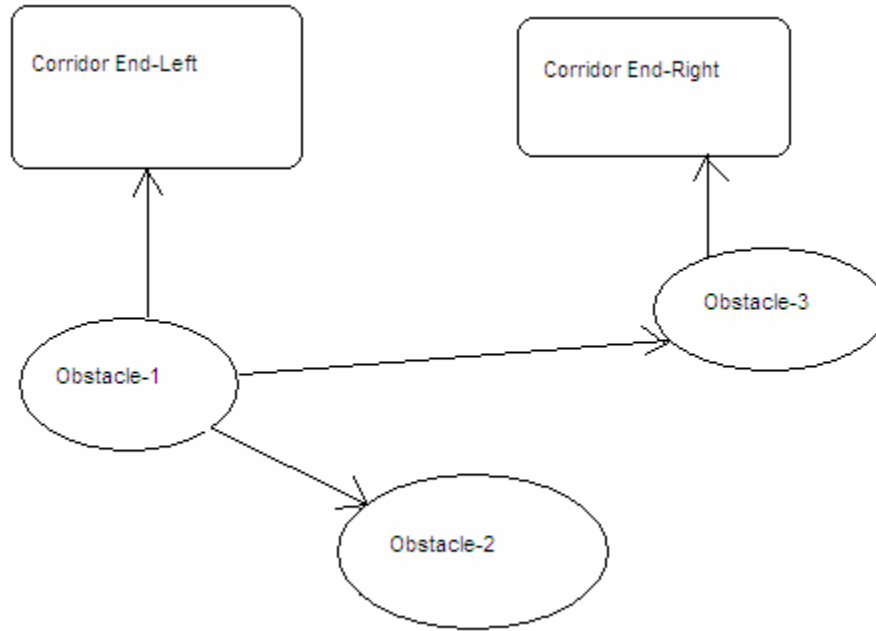 Corridor End-Left
Corridor End-Right
Obstacle-3
Obstacle-1
Obstacle-2